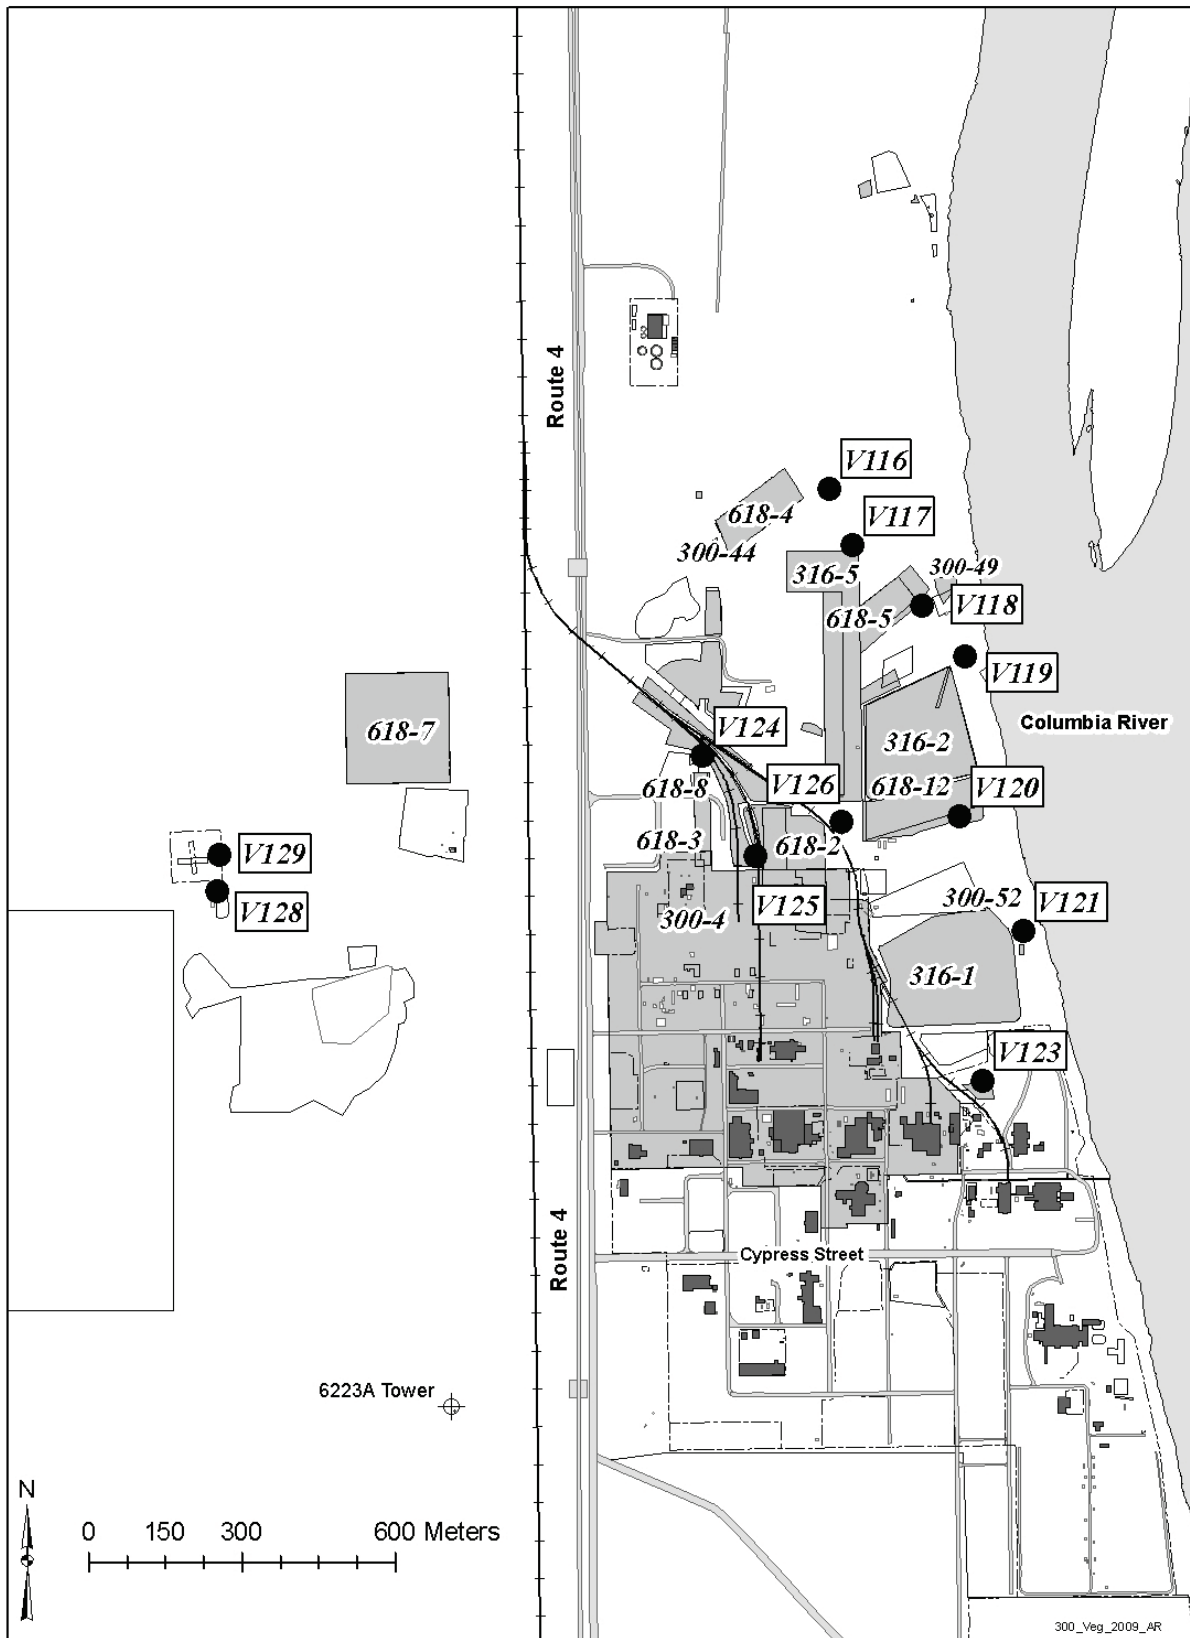 Route 4
V116
618-4
V117
300-44
316-5
300-49
V118
618-5
V119
Columbia River
V124
618-7
316-2
V126
618-8
618-12
V120
618-3
618-2
V129
V128
V125
300-4
300-52
V121
316-1
V123
Route 4
Cypress Street
6223A Tower
N
0 150 300 600 Meters
300_Veg_2009_AR